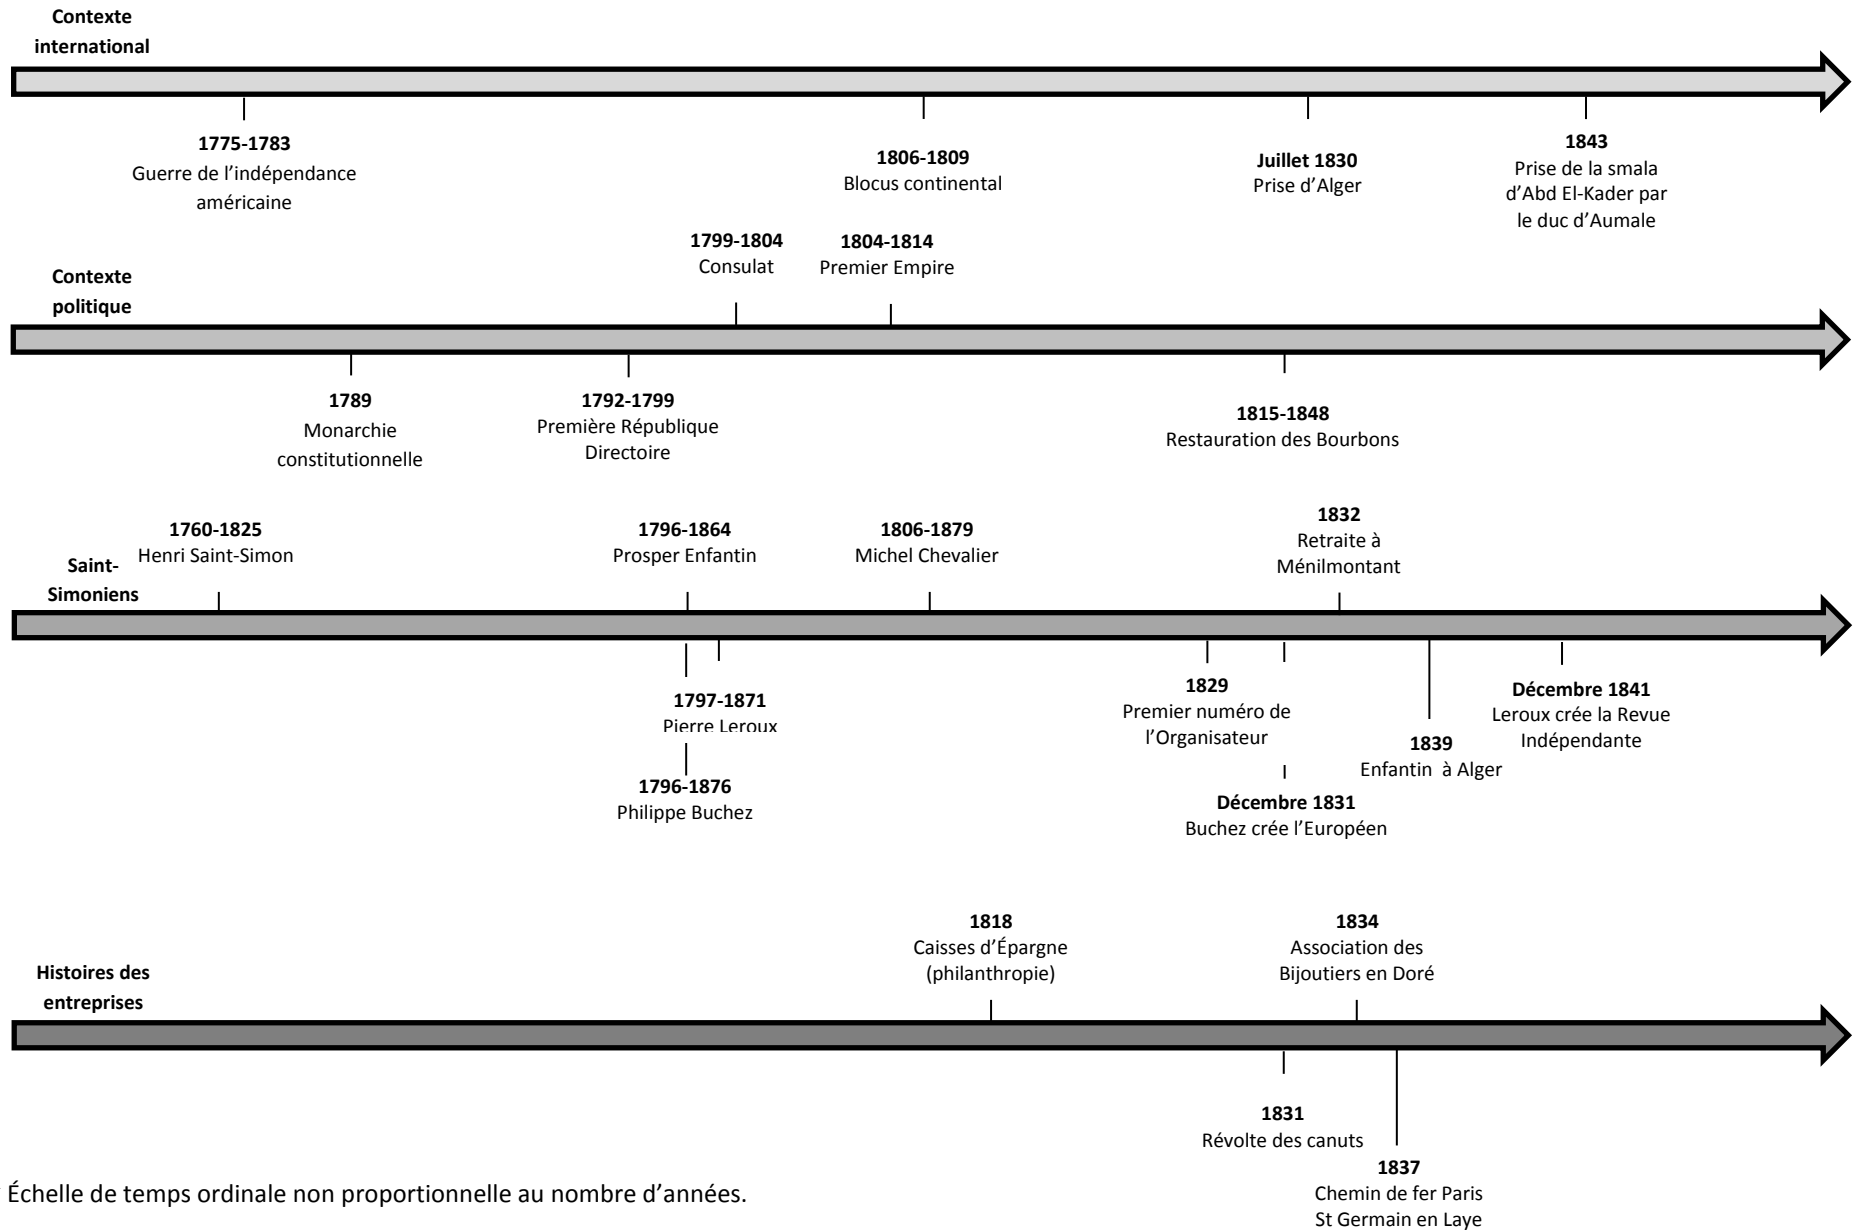 Contexte
international
1775-1783
Guerre de l’indépendance
américaine
1806-1809
Blocus continental
Juillet 1830
Prise d’Alger
1843
Prise de la smala
d’Abd El-Kader par
le duc d’Aumale
Contexte
politique
1799-1804
Consulat
1804-1814
Premier Empire
1789
Monarchie
constitutionnelle
1792-1799
Première République
Directoire
1815-1848
Restauration des Bourbons
Saint-
Simoniens
1760-1825
Henri Saint-Simon
1796-1864
Prosper Enfantin
1806-1879
Michel Chevalier
1832
Retraite à
Ménilmontant
1797-1871
Pierre Leroux
1796-1876
Philippe Buchez
1829
Premier numéro de
l’Organisateur
Décembre 1831
Buchez crée l’Européen
1839
Enfantin à Alger
Décembre 1841
Leroux crée la Revue
Indépendante
Histoires des
entreprises
1818
Caisses d’Épargne
(philanthropie)
1834
Association des
Bijoutiers en Doré
1831
Révolte des canuts
1837
Chemin de fer Paris
St Germain en Laye
Échelle de temps ordinale non proportionnelle au nombre d’années.